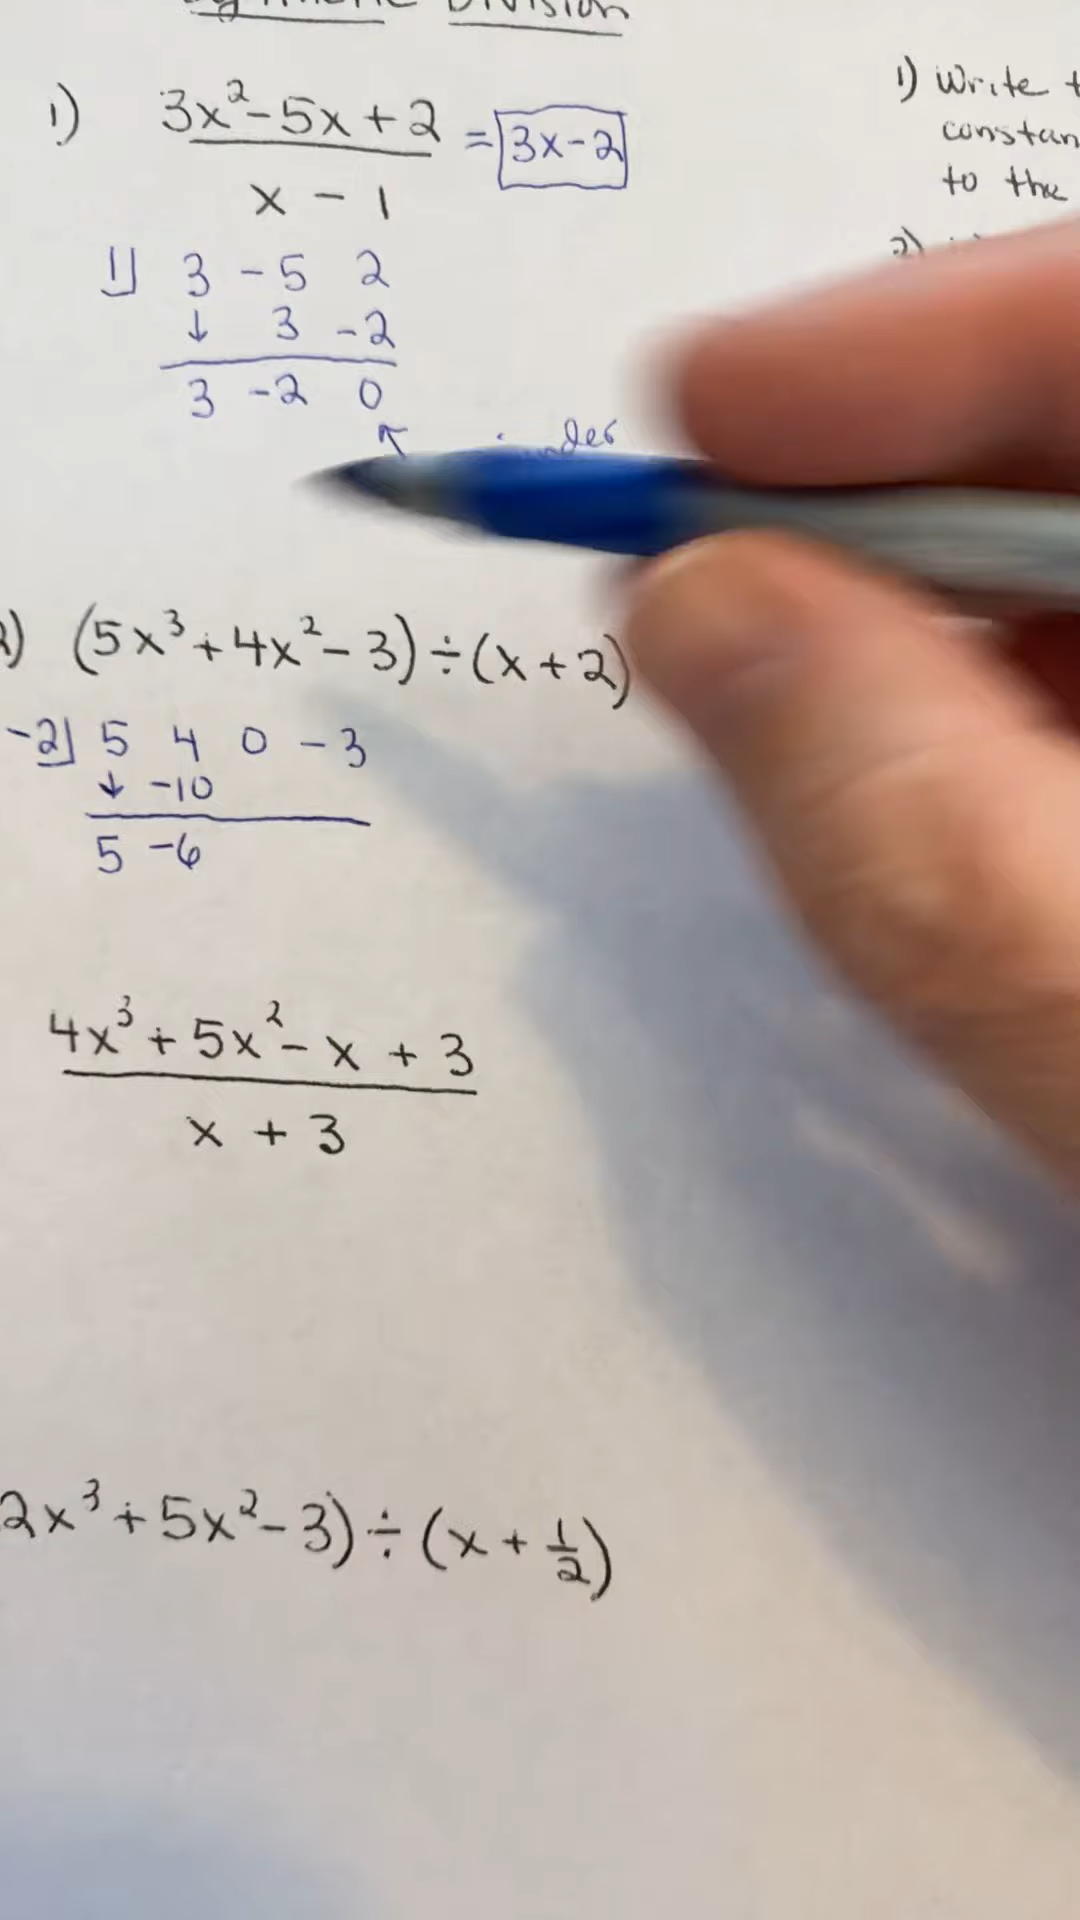 Division
1) 3x²-5x+2 = 3x-2
x - 1
1 3 -5 2
↓ 3 -2
3 -2 0
(5x³+4x²-3)÷(x+2)
-2 5 4 0 -3
↓ -10
5 -6
4x³+5x²-x+3
x + 3
2x³+5x²-3)÷(x+½)
1) Write
constan
to the
2)